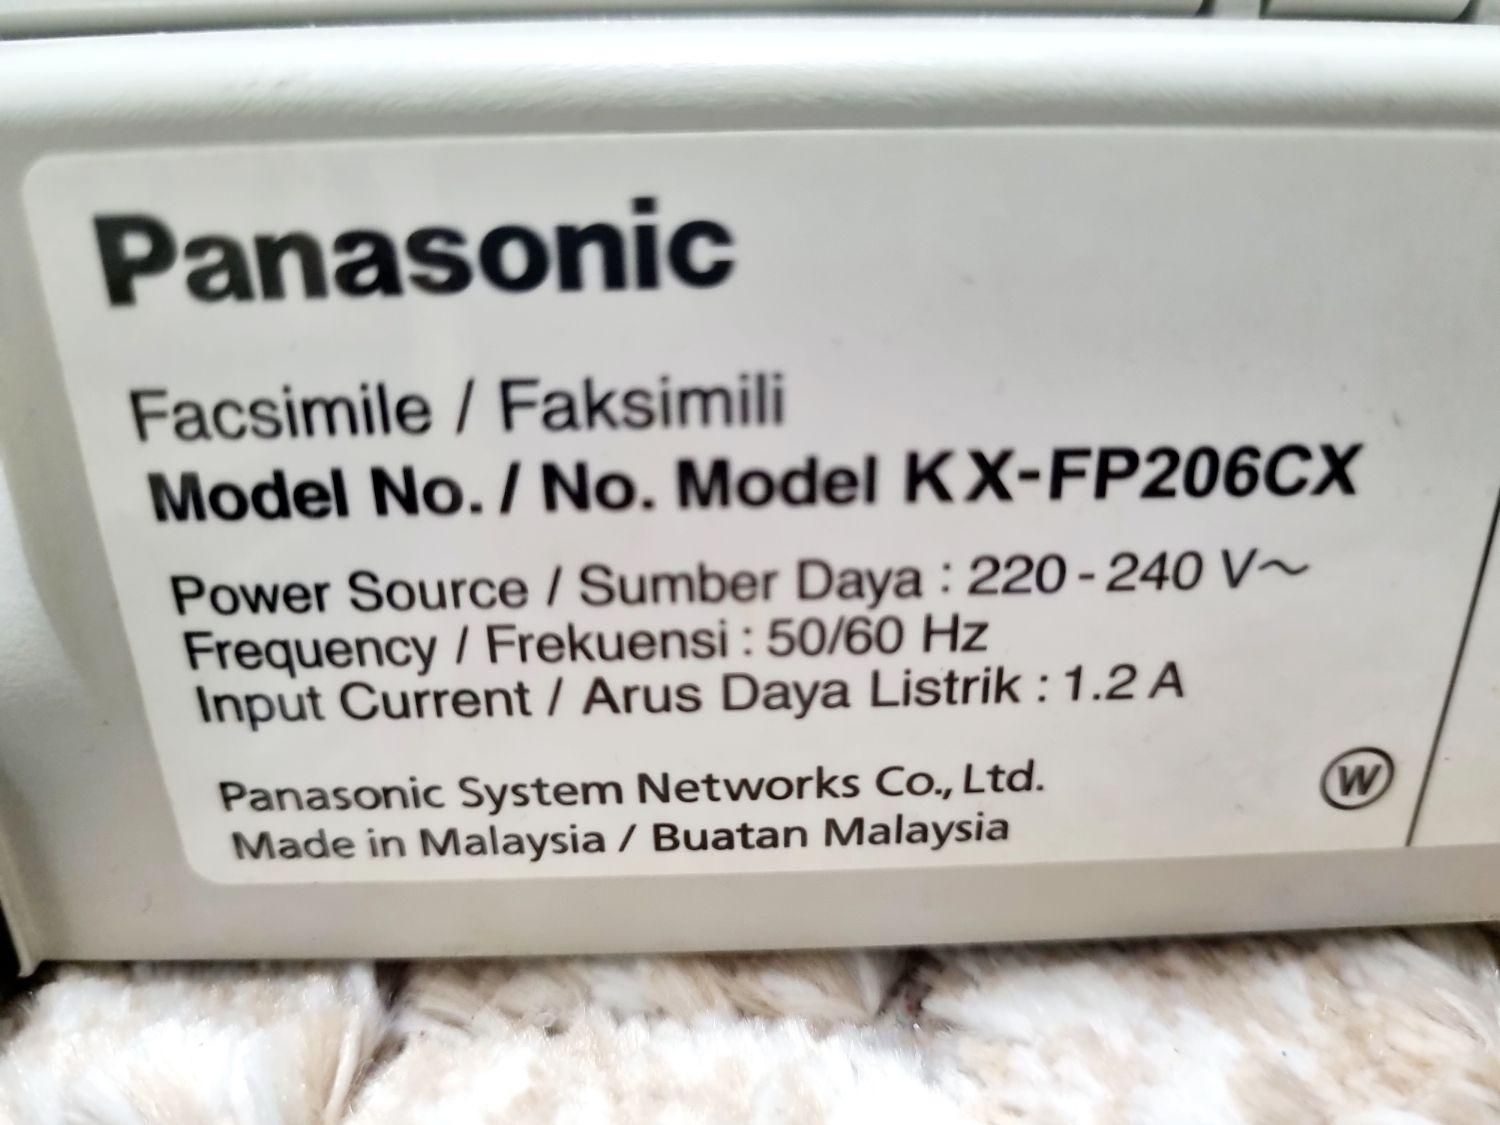 Panasonic
Facsimile / Faksimili
Model No. / No. Model KX-FP206CX
Power Source / Sumber Daya : 220 - 240 V~
Frequency / Frekuensi : 50/60 Hz
Input Current / Arus Daya Listrik : 1.2 A
Panasonic System Networks Co., Ltd.
W
Made in Malaysia / Buatan Malaysia